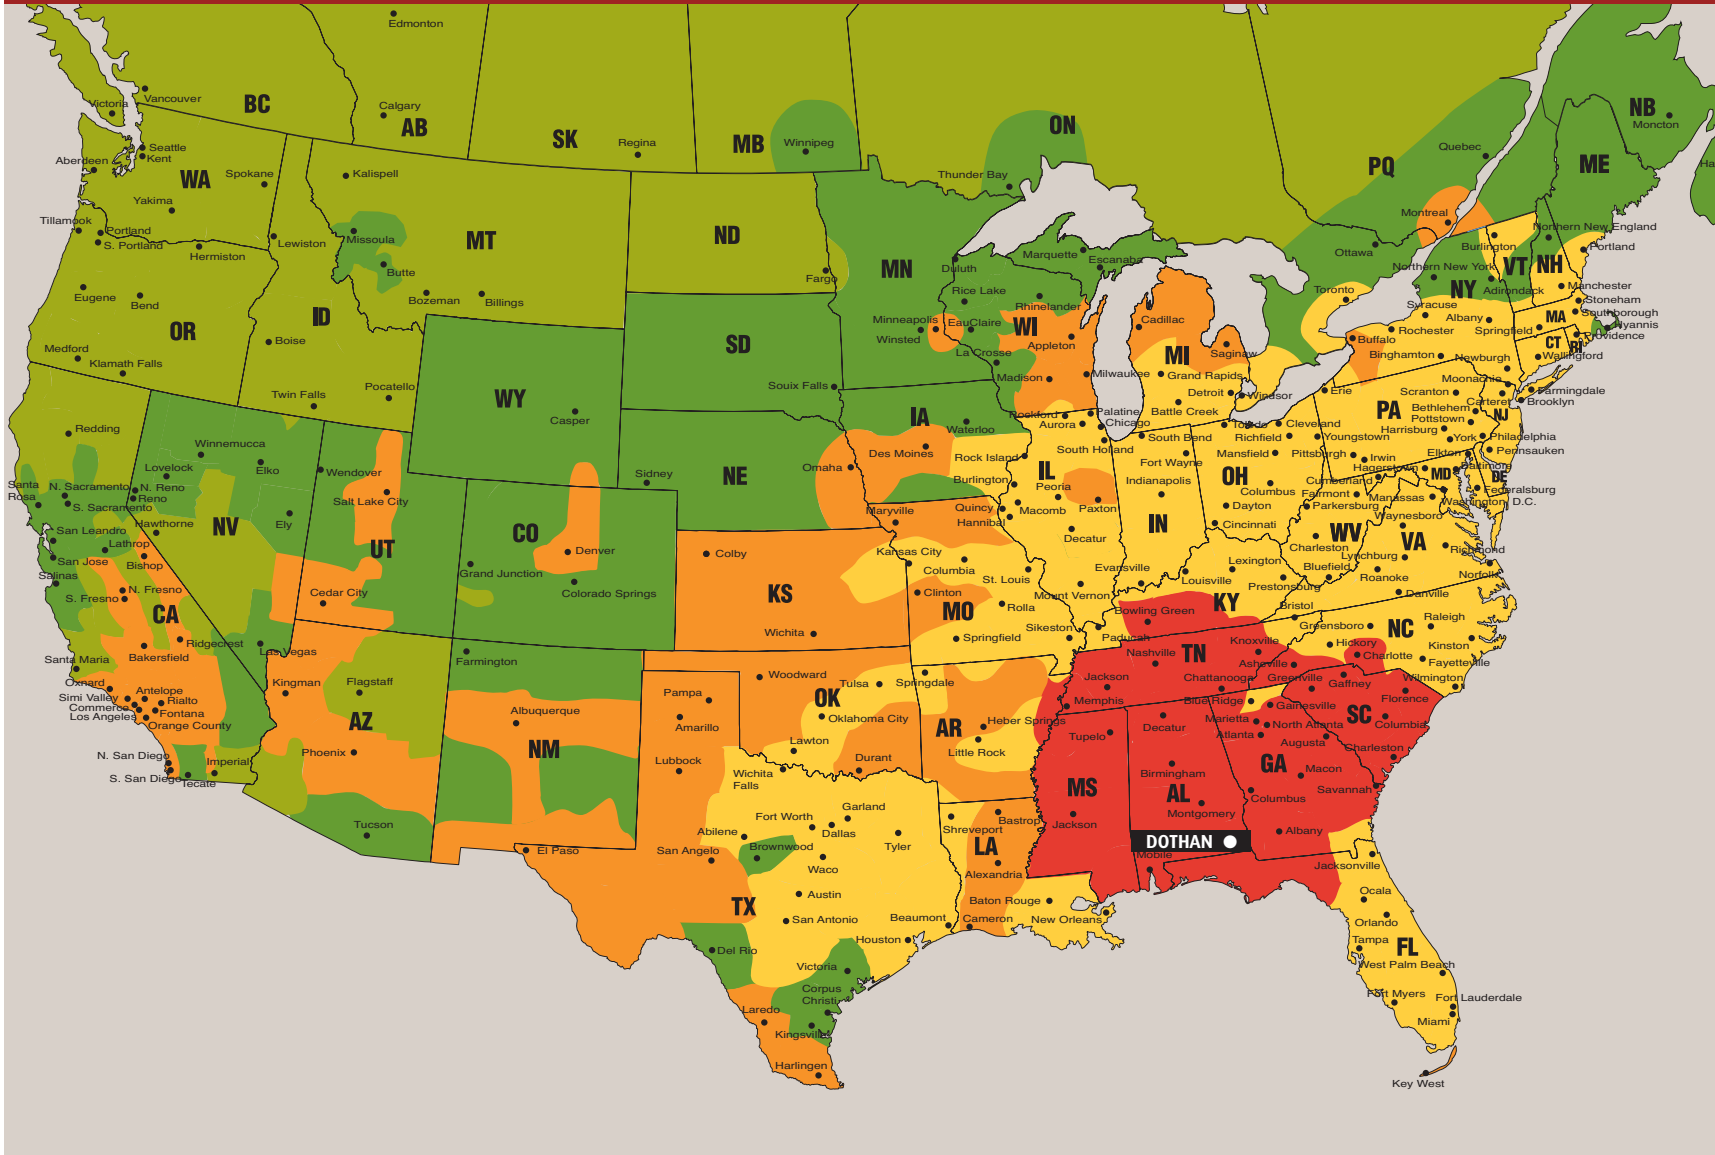 Edmonton
Vancouver
Victoria
BC
Calgary
AB
SK
Regina
MB
Winnipeg
ON
Thunder Bay
PQ
Quebec
Montreal
Ottawa
Toronto
NB
Moncton
Ha
ME
Seattle
Kent
Aberdeen
WA
Spokane
Yakima
Tillamook
Portland
S. Portland
Hermiston
Lewiston
Eugene
Bend
OR
Medford
Klamath Falls
Kalispell
Missoula
Butte
MT
Bozeman
Billings
ID
Boise
Twin Falls
Pocatello
ND
Fargo
SD
Souix Falls
WY
Casper
MN
Duluth
Minneapolis
Winsted
Marquette
Escanaba
Rice Lake
Rhinelander
EauClaire
WI
Appleton
La Crosse
Madison
Milwaukee
Cadillac
MI
Saginaw
Grand Rapids
Detroit
Windsor
Battle Creek
Northern New England
Portland
Burlington
VT
NH
Northern New York
NY
Adirondack
Manchester
Syracuse
Albany
Stoneham
MA
Southborough
Hyannis
Springfield
Rochester
Buffalo
CT
RI
Providence
Wallingford
Binghamton
Newburgh
Moonachie
Scranton
Farmingdale
Carteret
Brooklyn
Erie
PA
Bethlehem
NJ
Pottstown
Harrisburg
York
Philadelphia
Pennsauken
Elkton
Pittsburgh
Irwin
Hagerstown
Cumberland
MD
Baltimore
DE
Federalsburg
Washington D.C.
Fairmont
Manassas
Parkersburg
Waynesboro
WV
VA
Charleston
Lynchburg
Richmond
Bluefield
Roanoke
Norfolk
Danville
Toledo
Cleveland
Richfield
Youngstown
Mansfield
OH
Columbus
Dayton
Cincinnati
South Bend
Fort Wayne
Indianapolis
IN
Evansville
Rockford
Palatine
Aurora
Chicago
South Holland
Rock Island
IL
Peoria
Burlington
Macomb
Paxton
Quincy
Hannibal
Decatur
St. Louis
Mount Vernon
IA
Waterloo
Des Moines
NE
Omaha
Sidney
Redding
Santa Rosa
N. Sacramento
S. Sacramento
San Leandro
Lathrop
San Jose
Salinas
N. Fresno
S. Fresno
CA
Bishop
Ridgecrest
Bakersfield
Santa Maria
Oxnard
Antelope
Simi Valley
Rialto
Commerce
Fontana
Los Angeles
Orange County
N. San Diego
Imperial
S. San Diego
Tecate
Winnemucca
Lovelock
Elko
N. Reno
Reno
Hawthorne
NV
Ely
Las Vegas
Wendover
Salt Lake City
UT
Cedar City
CO
Denver
Grand Junction
Colorado Springs
Kingman
Flagstaff
AZ
Phoenix
Tucson
Farmington
Albuquerque
NM
Colby
KS
Wichita
Maryville
Kansas City
Columbia
Clinton
MO
Rolla
Springfield
Sikeston
Woodward
OK
Tulsa
Oklahoma City
Lawton
Durant
Springdale
AR
Heber Springs
Little Rock
Pampa
Amarillo
Lubbock
Wichita Falls
Garland
Fort Worth
Dallas
Abilene
Tyler
Brownwood
San Angelo
Waco
El Paso
TX
Austin
San Antonio
Beaumont
Houston
Del Rio
Victoria
Corpus Christi
Laredo
Kingsville
Harlingen
Shreveport
Bastrop
LA
Alexandria
Baton Rouge
Cameron
New Orleans
Lexington
Louisville
Prestonsburg
KY
Bowling Green
Paducah
Bristol
Knoxville
Nashville
TN
Jackson
Chattanooga
Memphis
Greensboro
NC
Raleigh
Hickory
Kinston
Charlotte
Asheville
Fayetteville
Wilmington
Greenville
Gaffney
Florence
SC
Columbia
Charleston
Blue Ridge
Gainesville
Marietta
North Atlanta
Atlanta
Augusta
GA
Macon
Savannah
Columbus
Albany
Tupelo
MS
Jackson
Decatur
Birmingham
AL
Montgomery
DOTHAN
Mobile
Jacksonville
Ocala
Orlando
Tampa
FL
West Palm Beach
Fort Myers
Fort Lauderdale
Miami
Key West